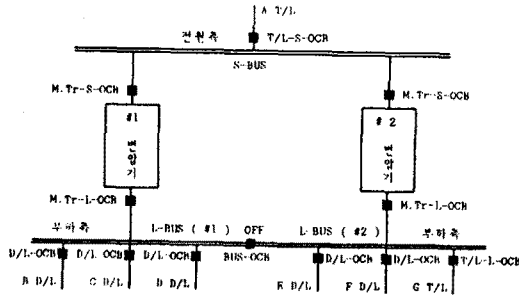 A T/L
전원측
T/L-S-OCB
S-BUS
M.Tr-S-OCB
M.Tr-S-OCB
#1
변압기
# 2
변압기
M.Tr-L-OCB
M.Tr-L-OCB
부하측
L-BUS ( #1 )
OFF
L-BUS ( #2 )
부하측
D/L-OCB
D/L-OCB
D/L-OCB
BUS-OCB
D/L-OCB
D/L-OCB
T/L-L-OCB
B D/L
C D/L
D D/L
E D/L
F D/L
G T/L